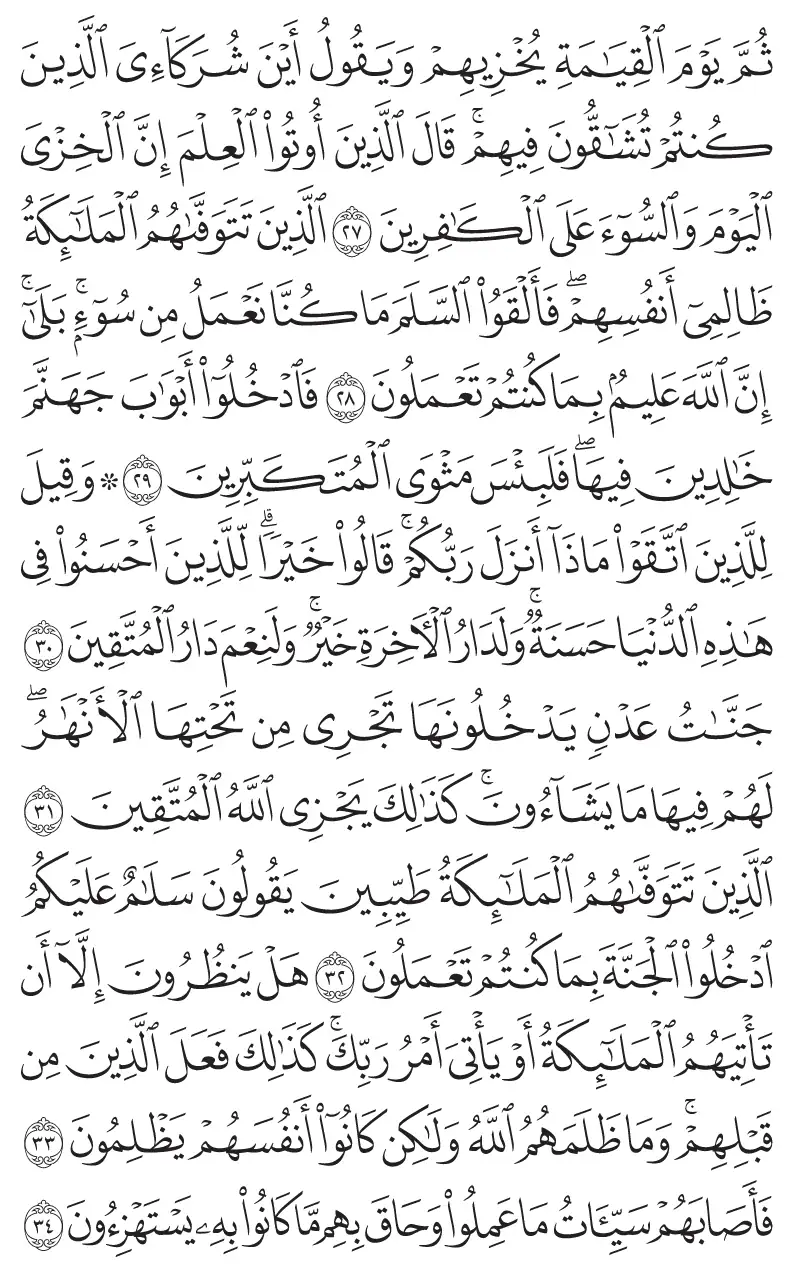 ثُمَّ يَوْمَ ٱلْقِيَـٰمَةِ يُخْزِيهِمْ وَيَقُولُ أَيْنَ شُرَكَآءِىَ ٱلَّذِينَ
كُنتُمْ تُشَـٰٓقُّونَ فِيهِمْ ۚ قَالَ ٱلَّذِينَ أُوتُوا۟ ٱلْعِلْمَ إِنَّ ٱلْخِزْىَ
ٱلْيَوْمَ وَٱلسُّوٓءَ عَلَى ٱلْكَـٰفِرِينَ ٢٧ ٱلَّذِينَ تَتَوَفَّىٰهُمُ ٱلْمَلَـٰٓئِكَةُ
ظَالِمِىٓ أَنفُسِهِمْ ۖ فَأَلْقَوُا۟ ٱلسَّلَمَ مَا كُنَّا نَعْمَلُ مِن سُوٓءٍۭ ۚ بَلَىٰٓ ۚ
إِنَّ ٱللَّهَ عَلِيمٌۢ بِمَا كُنتُمْ تَعْمَلُونَ ٢٨ فَٱدْخُلُوٓا۟ أَبْوَٰبَ جَهَنَّمَ
خَـٰلِدِينَ فِيهَا ۖ فَلَبِئْسَ مَثْوَى ٱلْمُتَكَبِّرِينَ ٢٩ * وَقِيلَ
لِلَّذِينَ ٱتَّقَوْا۟ مَاذَآ أَنزَلَ رَبُّكُمْ ۚ قَالُوا۟ خَيْرًا ۗ لِّلَّذِينَ أَحْسَنُوا۟ فِى
هَـٰذِهِ ٱلدُّنْيَا حَسَنَةٌ ۚ وَلَدَارُ ٱلْـَٔاخِرَةِ خَيْرٌ ۚ وَلَنِعْمَ دَارُ ٱلْمُتَّقِينَ ٣٠
جَنَّـٰتُ عَدْنٍ يَدْخُلُونَهَا تَجْرِى مِن تَحْتِهَا ٱلْأَنْهَـٰرُ ۖ
لَهُمْ فِيهَا مَا يَشَآءُونَ ۚ كَذَٰلِكَ يَجْزِى ٱللَّهُ ٱلْمُتَّقِينَ ٣١
ٱلَّذِينَ تَتَوَفَّىٰهُمُ ٱلْمَلَـٰٓئِكَةُ طَيِّبِينَ يَقُولُونَ سَلَـٰمٌ عَلَيْكُمُ
ٱدْخُلُوا۟ ٱلْجَنَّةَ بِمَا كُنتُمْ تَعْمَلُونَ ٣٢ هَلْ يَنظُرُونَ إِلَّآ أَن
تَأْتِيَهُمُ ٱلْمَلَـٰٓئِكَةُ أَوْ يَأْتِىَ أَمْرُ رَبِّكَ ۚ كَذَٰلِكَ فَعَلَ ٱلَّذِينَ مِن
قَبْلِهِمْ ۚ وَمَا ظَلَمَهُمُ ٱللَّهُ وَلَـٰكِن كَانُوٓا۟ أَنفُسَهُمْ يَظْلِمُونَ ٣٣
فَأَصَابَهُمْ سَيِّـَٔاتُ مَا عَمِلُوا۟ وَحَاقَ بِهِم مَّا كَانُوا۟ بِهِۦ يَسْتَهْزِءُونَ ٣٤